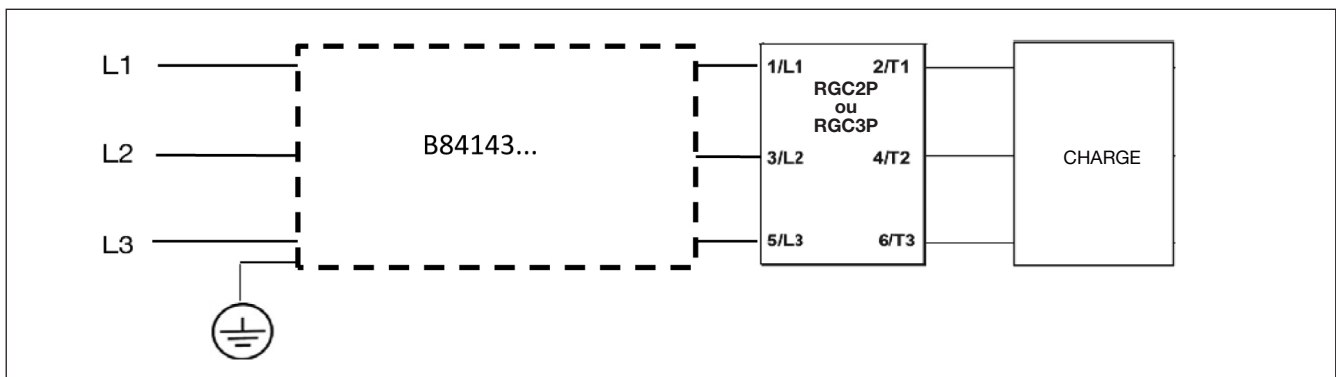 L1
1/L1 2/T1
RGC2P
ou
RGC3P
B84143...
L2
3/L2 4/T2
CHARGE
L3
5/L3 6/T3